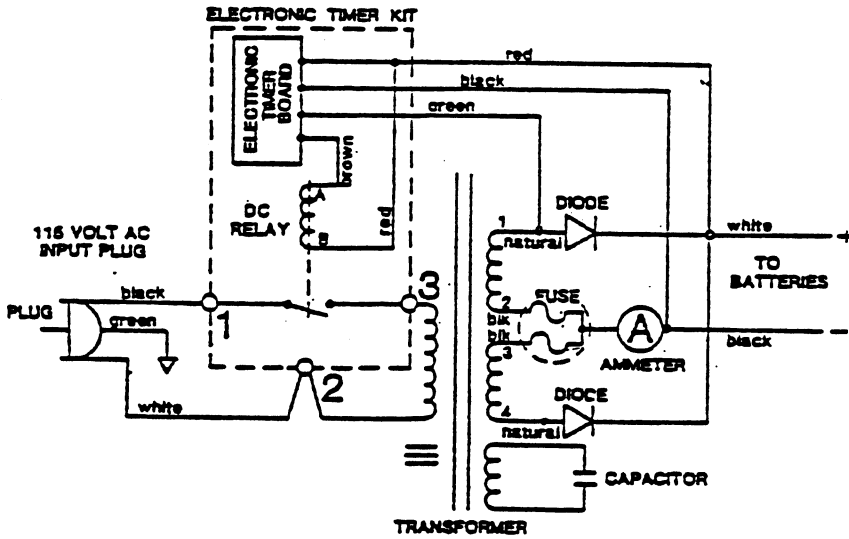 ELECTRONIC TIMER KIT
ELECTRONIC
TIMER
BOARD
red
black
green
brown
A
B
DC
RELAY
red
115 VOLT AC
INPUT PLUG
PLUG
black
green
white
1
2
3
1
natural
DIODE
white
+
TO
BATTERIES
2
blk
FUSE
blk
3
A
AMMETER
black
-
4
natural
DIODE
CAPACITOR
TRANSFORMER